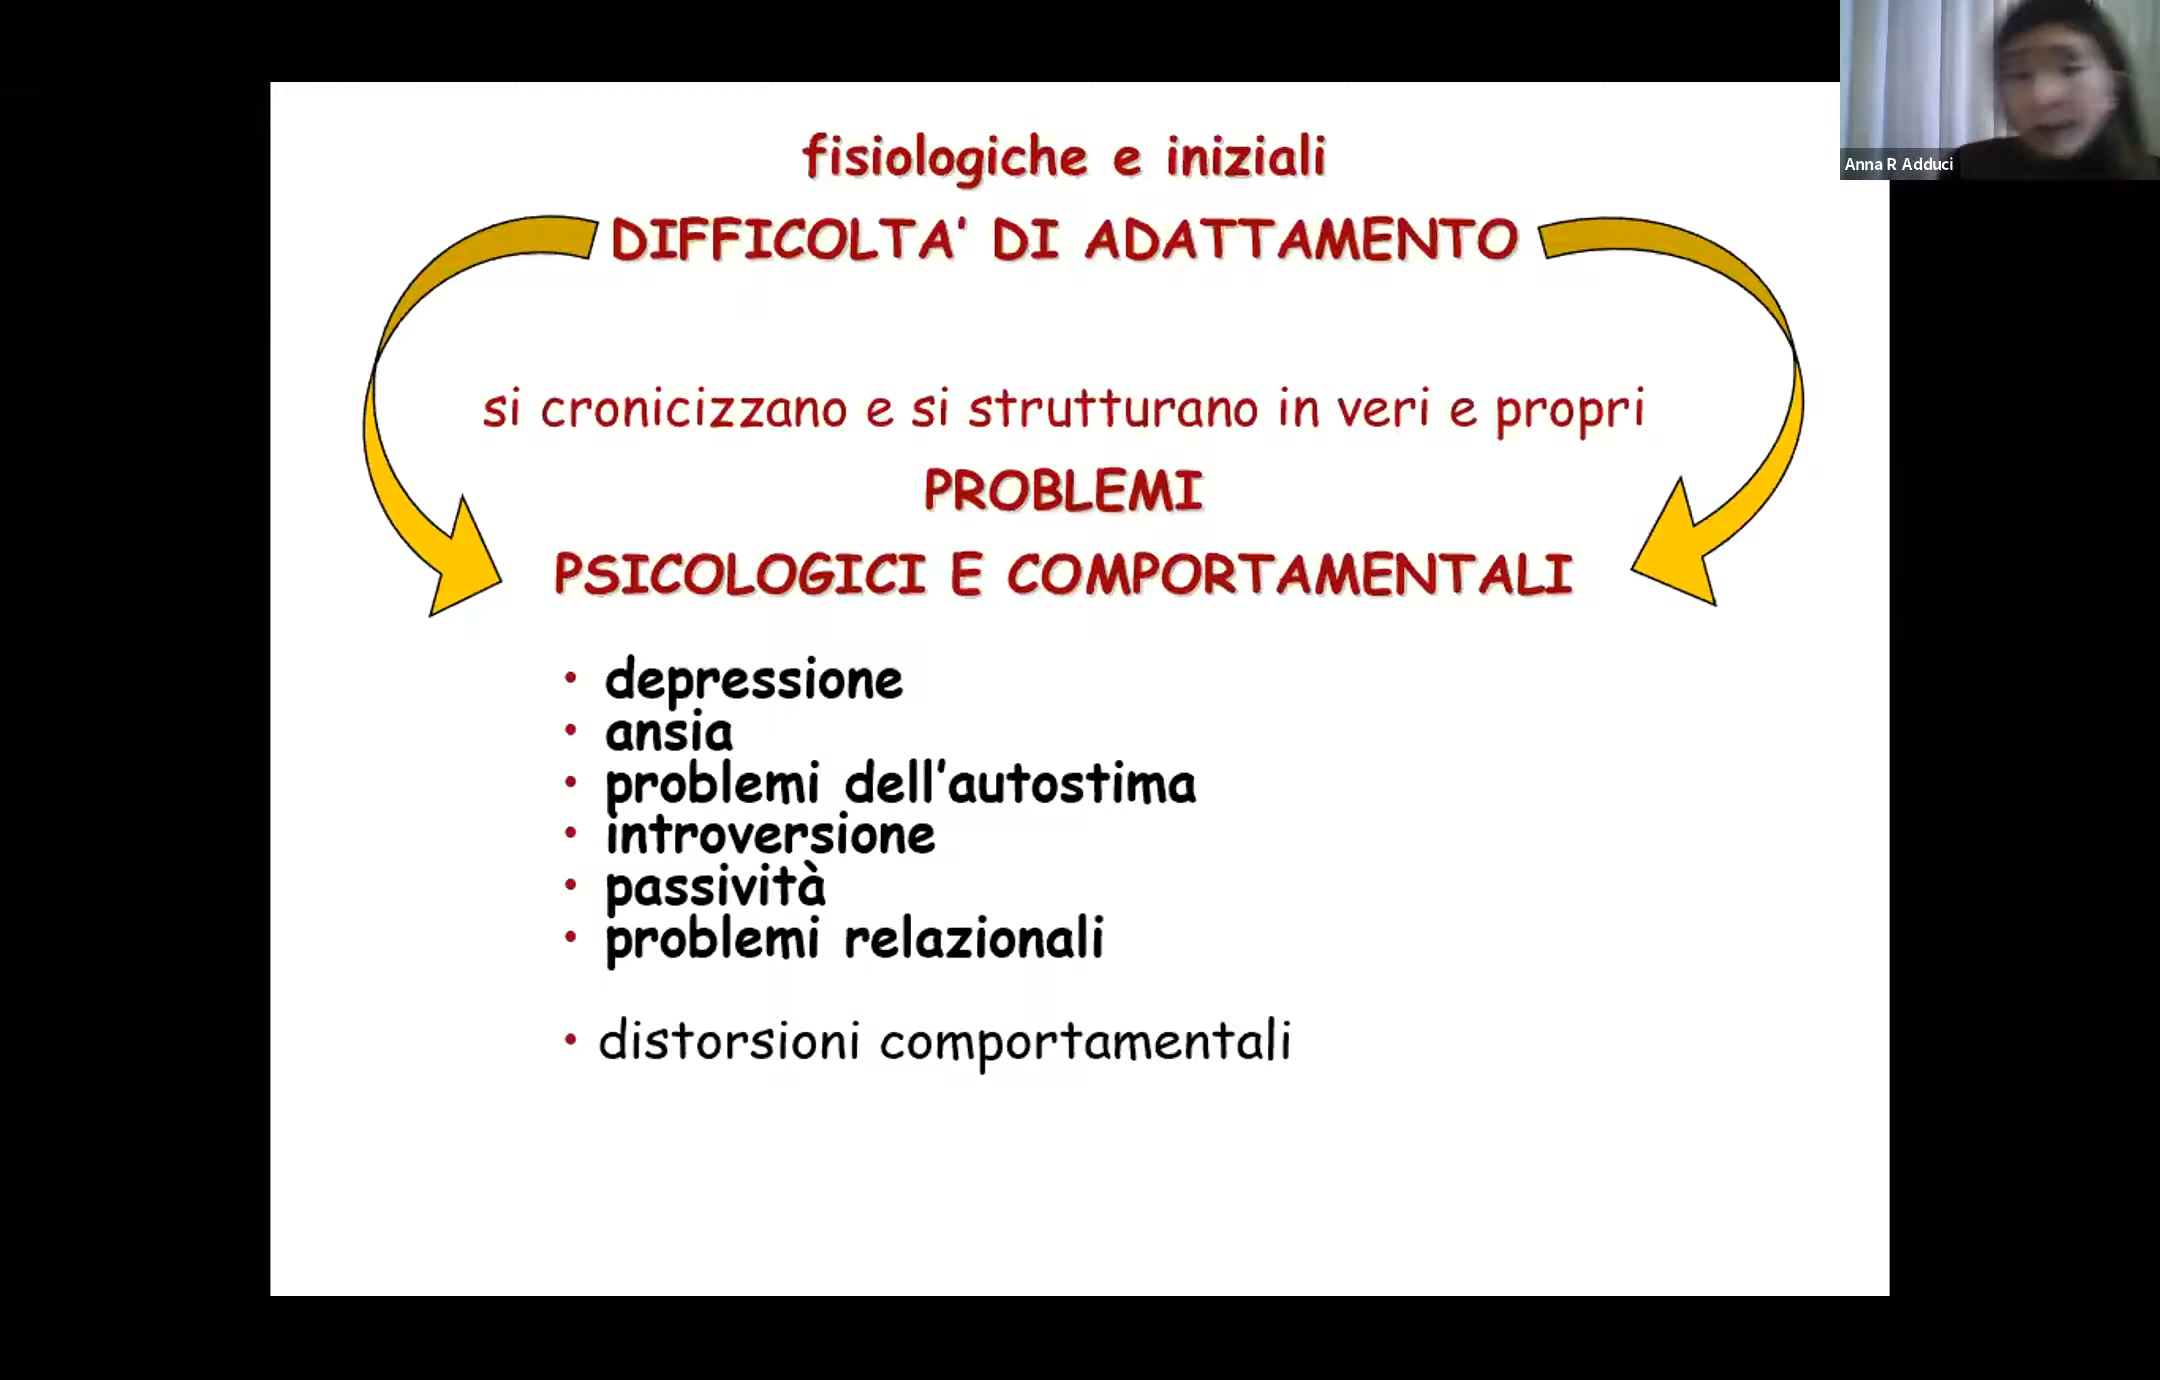 fisiologiche e iniziali
DIFFICOLTA' DI ADATTAMENTO
si cronicizzano e si strutturano in veri e propri
PROBLEMI
PSICOLOGICI E COMPORTAMENTALI
• depressione
• ansia
• problemi dell'autostima
• introversione
• passività
• problemi relazionali
• distorsioni comportamentali
Anna R Adduci